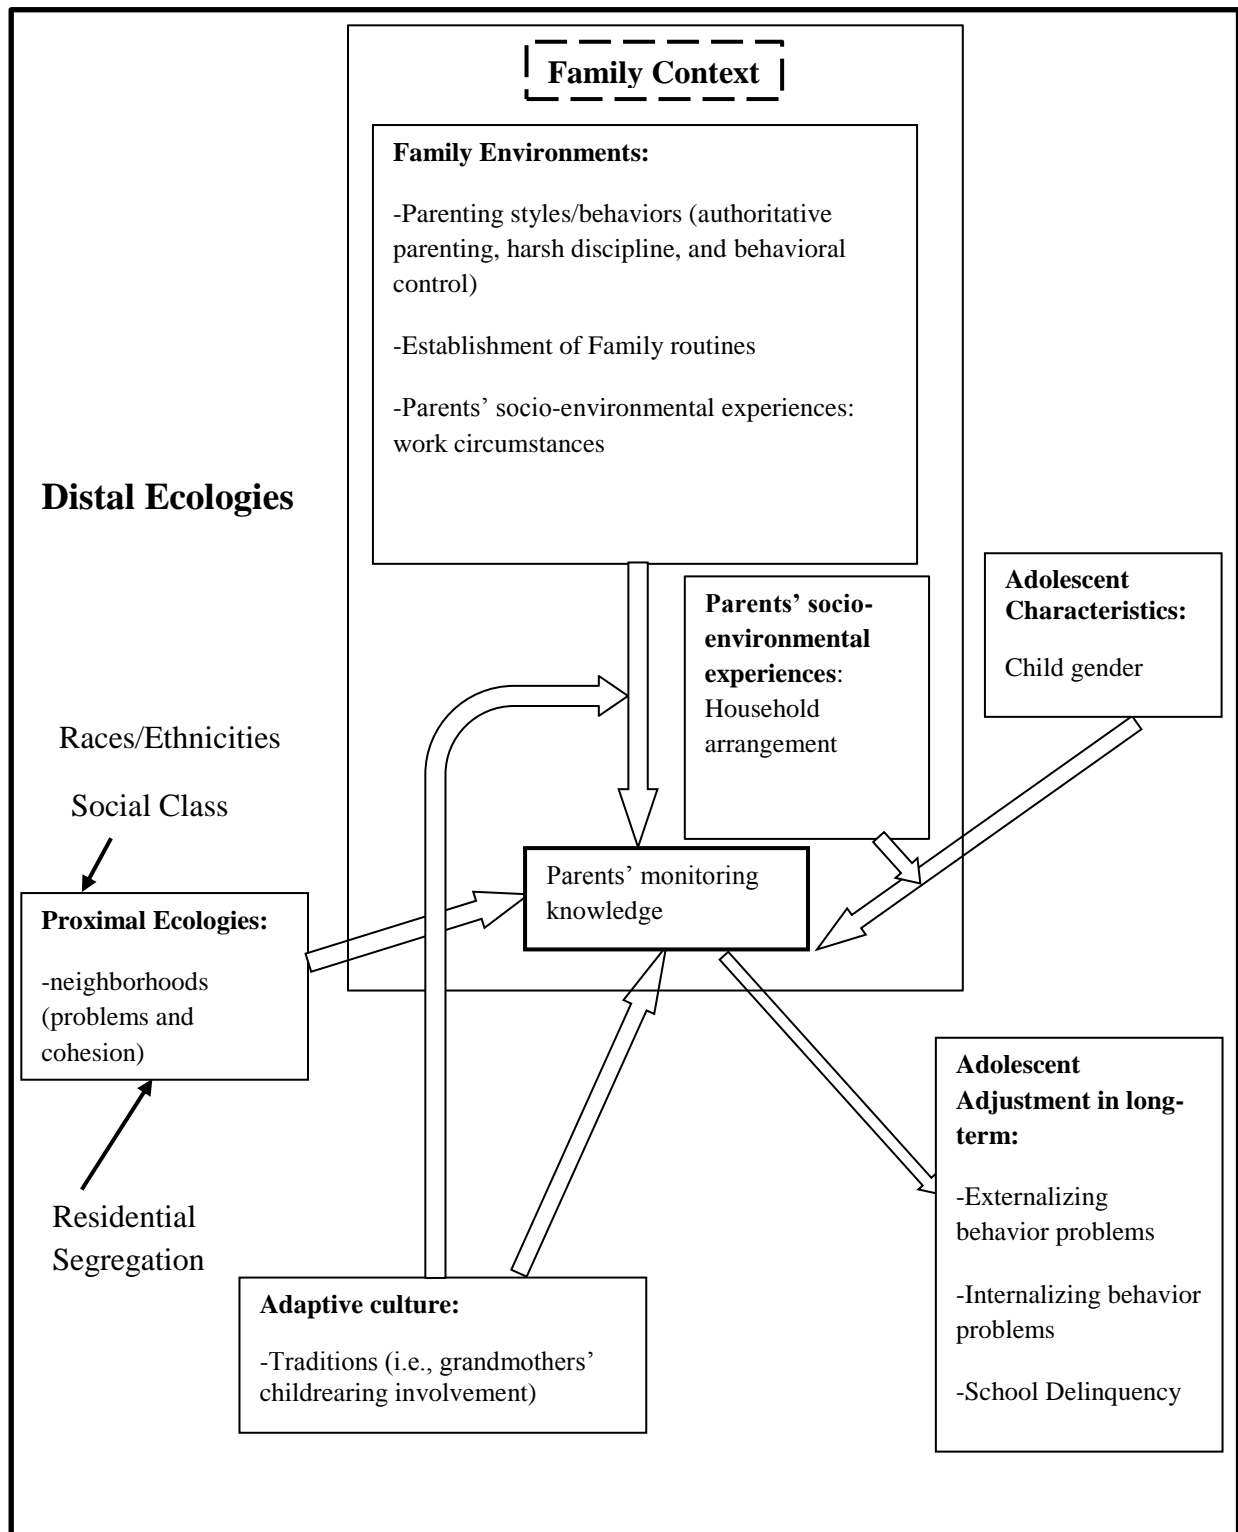 Family Context
Family Environments:
-Parenting styles/behaviors (authoritative
parenting, harsh discipline, and behavioral
control)
-Establishment of Family routines
-Parents’ socio-environmental experiences:
work circumstances
Distal Ecologies
Parents’ socio-
environmental
experiences:
Household
arrangement
Adolescent
Characteristics:
Child gender
Races/Ethnicities
Social Class
Parents’ monitoring
knowledge
Proximal Ecologies:
-neighborhoods
(problems and
cohesion)
Residential
Segregation
Adaptive culture:
-Traditions (i.e., grandmothers’
childrearing involvement)
Adolescent
Adjustment in long-
term:
-Externalizing
behavior problems
-Internalizing behavior
problems
-School Delinquency